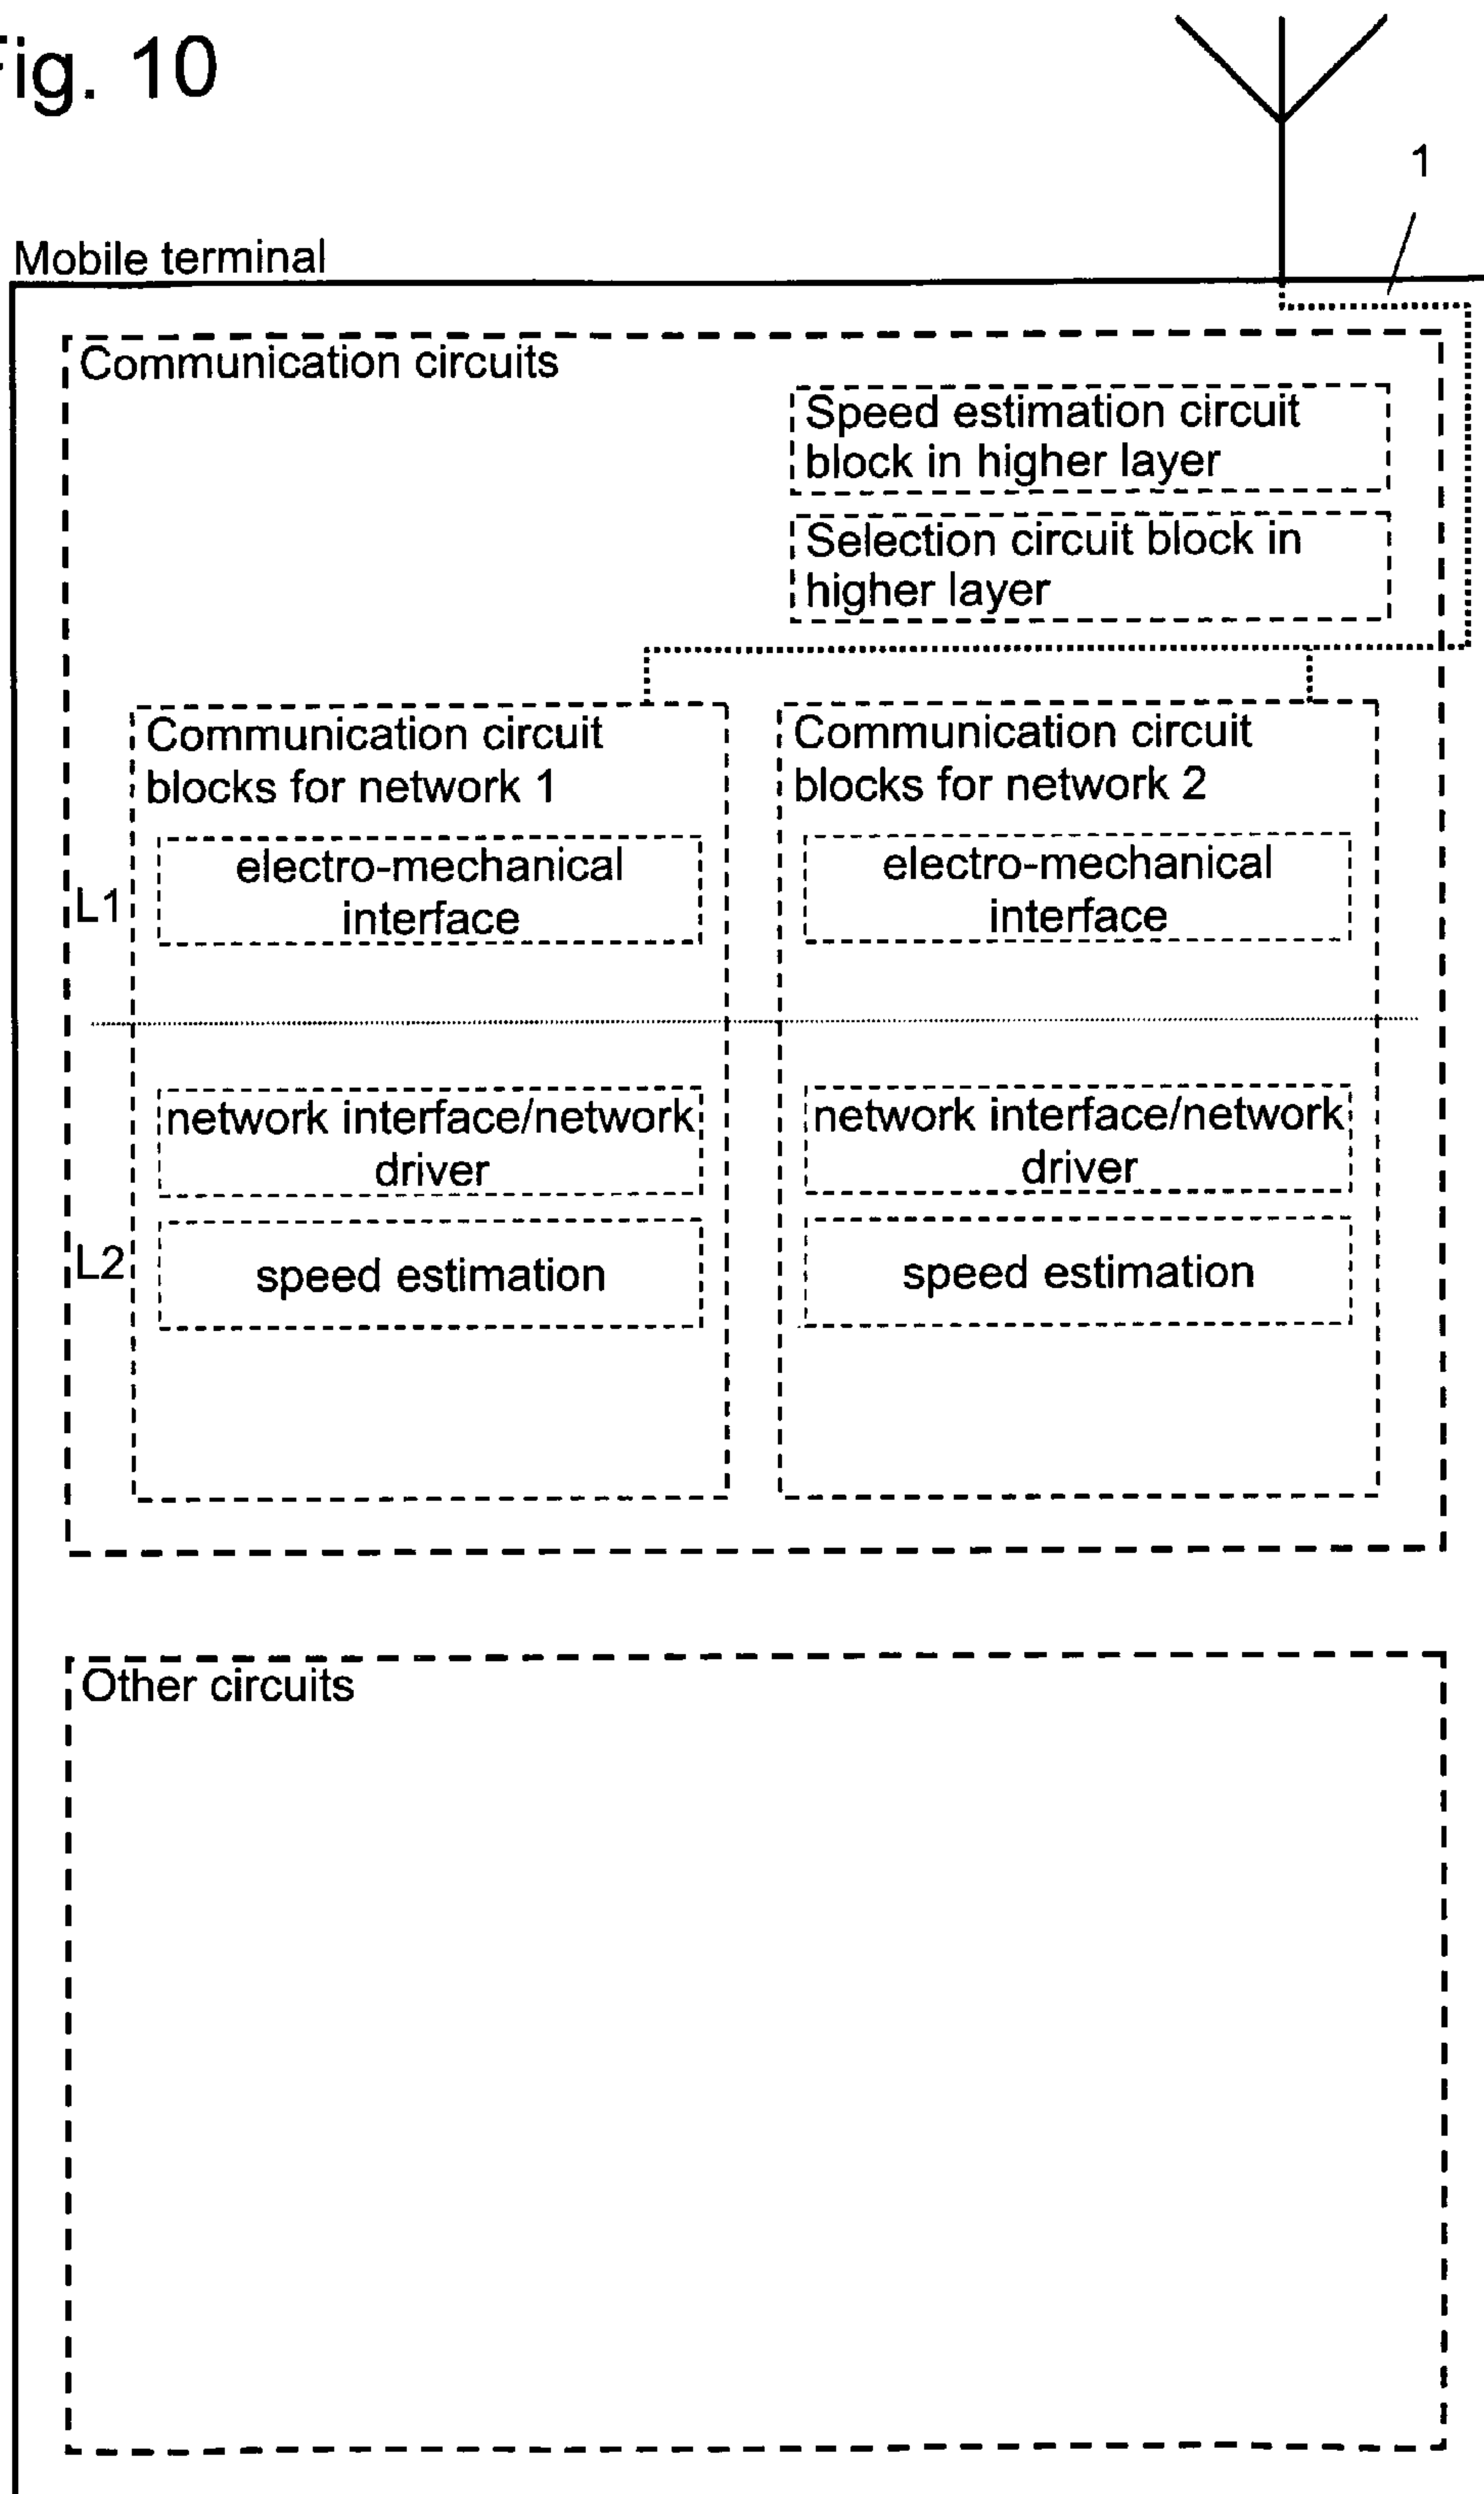 Fig. 10
1
Mobile terminal
Communication circuits
Speed estimation circuit
block in higher layer
Selection circuit block in
higher layer
Communication circuit
blocks for network 1
Communication circuit
blocks for network 2
L1
electro-mechanical
interface
electro-mechanical
interface
network interface/network
driver
network interface/network
driver
L2
speed estimation
speed estimation
Other circuits